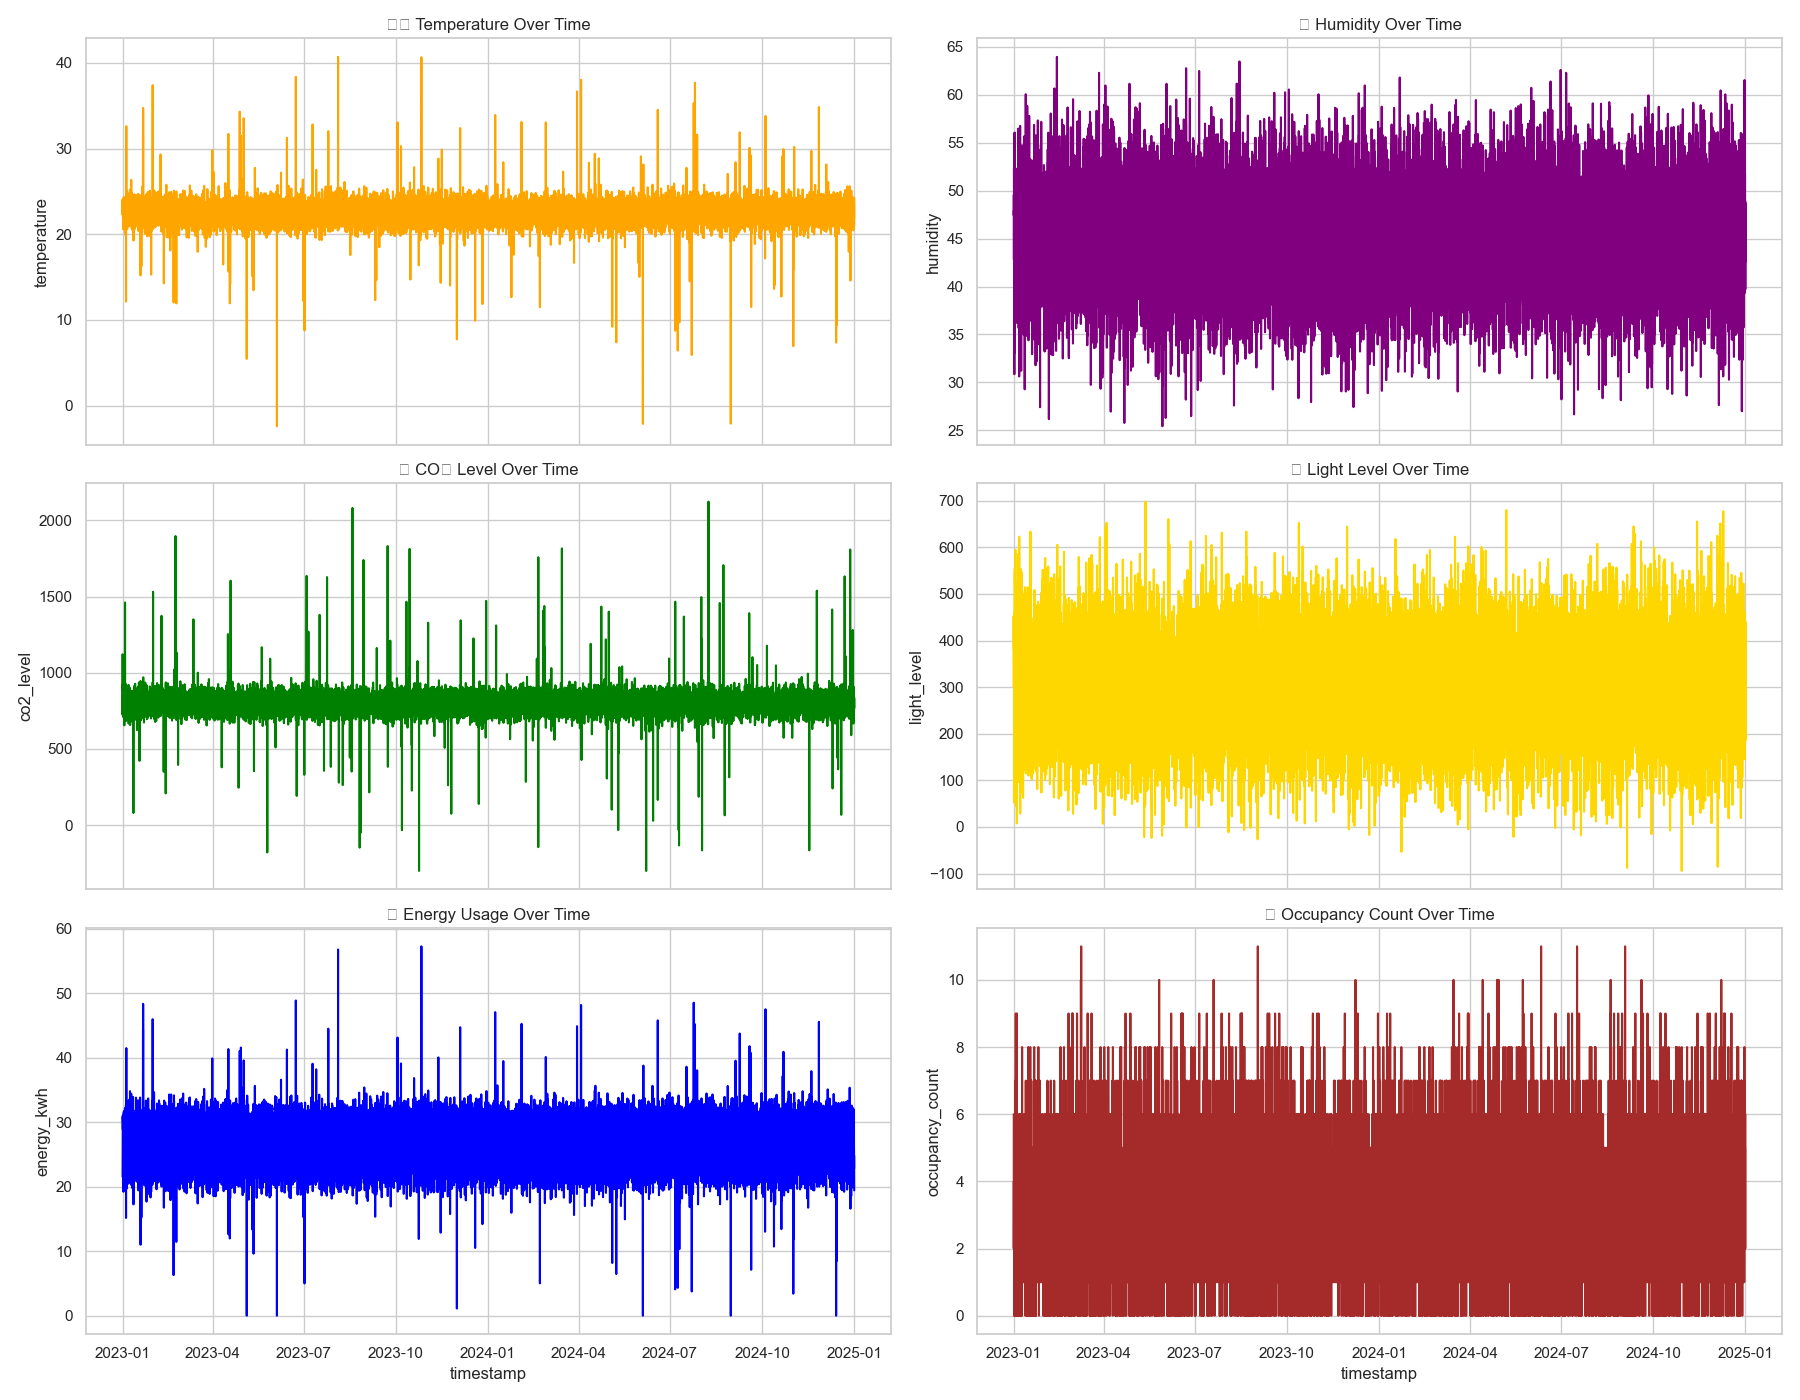 Temperature Over Time
40
30
20
10
0
temperature
Humidity Over Time
65
60
55
50
45
40
35
30
25
humidity
CO▯ Level Over Time
2000
1500
1000
500
0
co2_level
Light Level Over Time
700
600
500
400
300
200
100
0
−100
light_level
Energy Usage Over Time
60
50
40
30
20
10
0
energy_kwh
2023-01 2023-04 2023-07 2023-10 2024-01 2024-04 2024-07 2024-10 2025-01
timestamp
Occupancy Count Over Time
10
8
6
4
2
0
occupancy_count
2023-01 2023-04 2023-07 2023-10 2024-01 2024-04 2024-07 2024-10 2025-01
timestamp